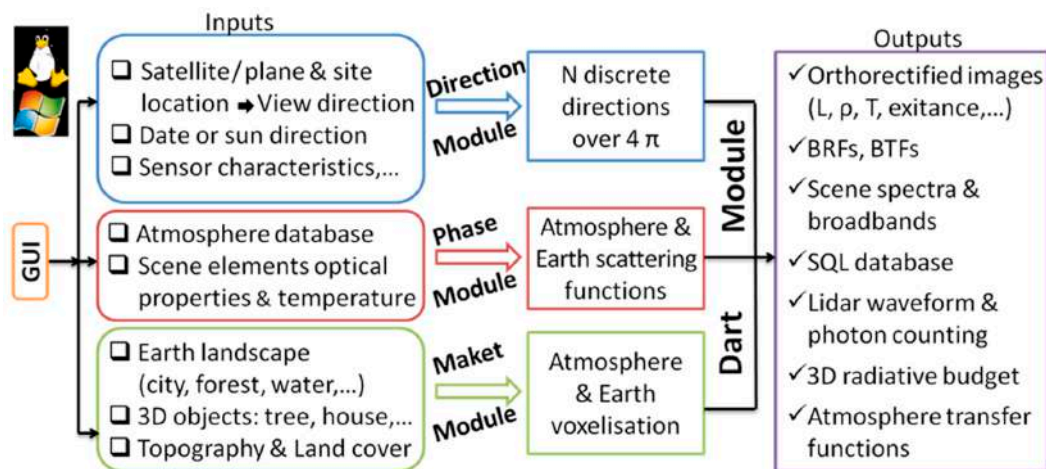 Inputs
Outputs
GUI
❑ Satellite/plane & site
location ➡ View direction
❑ Date or sun direction
❑ Sensor characteristics,...
Direction
Module
N discrete
directions
over 4 π
❑ Atmosphere database
❑ Scene elements optical
properties & temperature
Phase
Module
Atmosphere &
Earth scattering
functions
❑ Earth landscape
(city, forest, water,...)
❑ 3D objects: tree, house,...
❑ Topography & Land cover
Maket
Module
Atmosphere
& Earth
voxelisation
Dart Module
✓Orthorectified images
(L, ρ, T, exitance,...)
✓BRFs, BTFs
✓Scene spectra &
broadbands
✓SQL database
✓Lidar waveform &
photon counting
✓3D radiative budget
✓Atmosphere transfer
functions